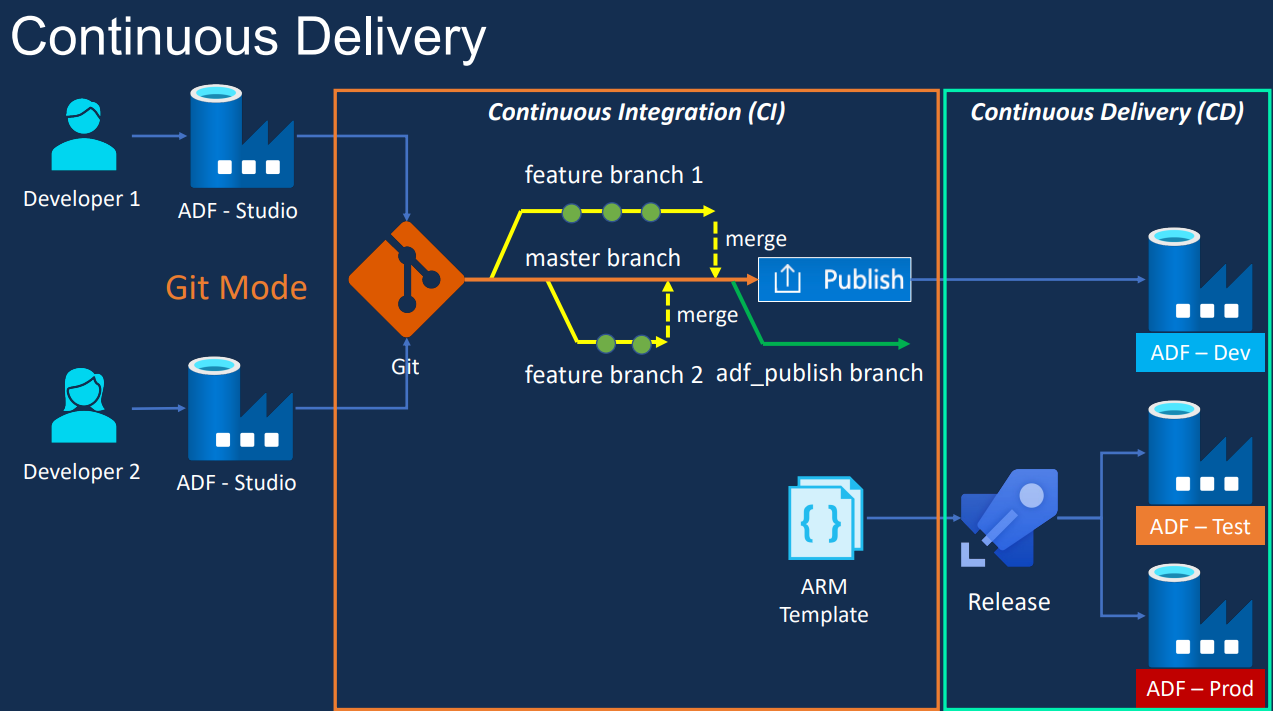 Continuous Delivery
Developer 1
ADF - Studio
Git Mode
Developer 2
ADF - Studio
Continuous Integration (CI)
feature branch 1
merge
master branch
Publish
merge
Git
feature branch 2
adf_publish branch
ARM
Template
Continuous Delivery (CD)
ADF – Dev
ADF – Test
Release
ADF – Prod